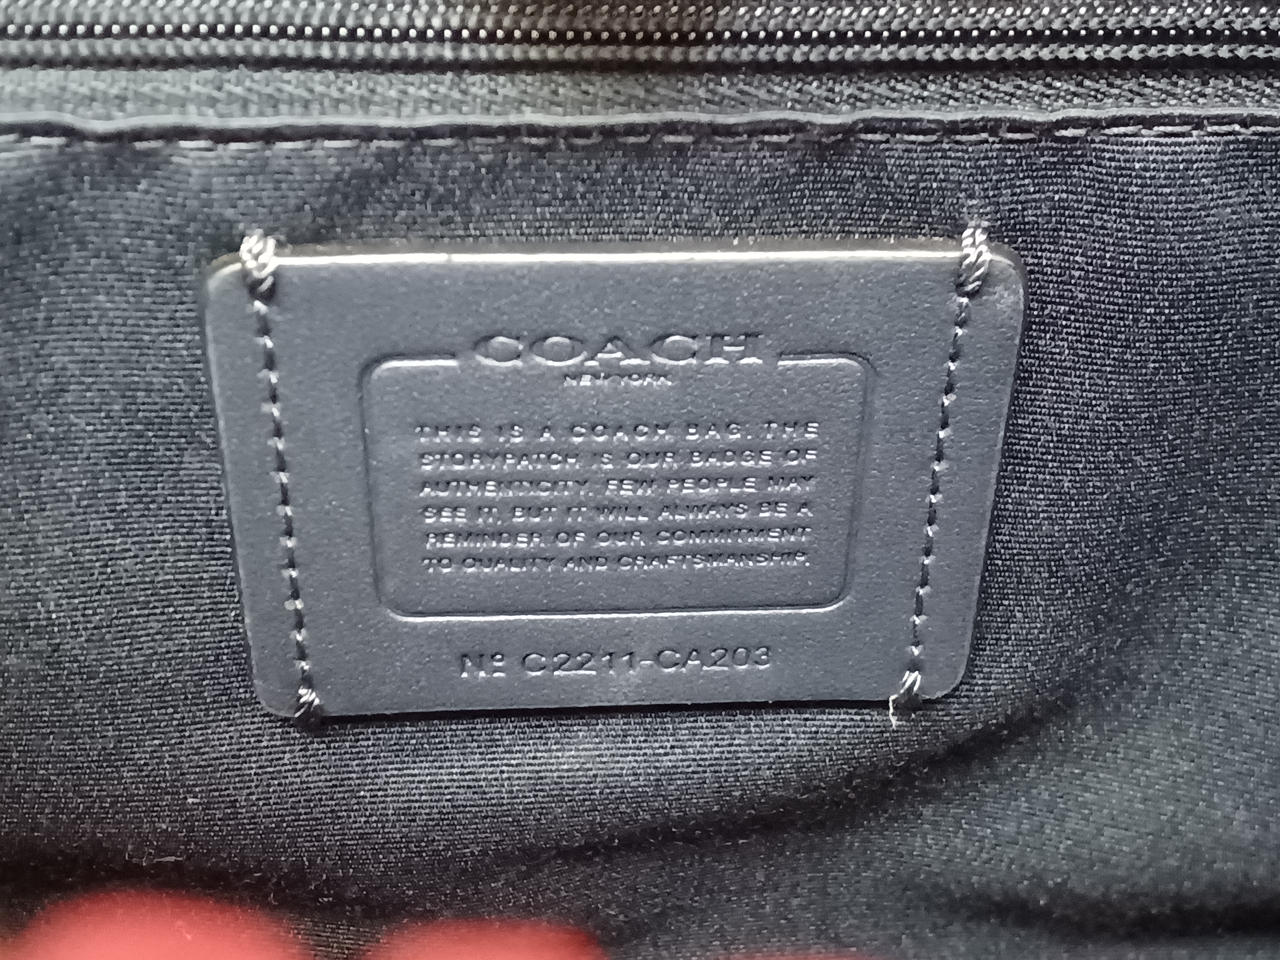 COACH
NEW YORK
THIS IS A COACH BAG. THE
STORYPATCH IS OUR BADGE OF
AUTHENTICITY. FEW PEOPLE MAY
SEE IT, BUT IT WILL ALWAYS BE A
REMINDER OF OUR COMMITMENT
TO QUALITY AND CRAFTSMANSHIP.
Nº C2211-CA203